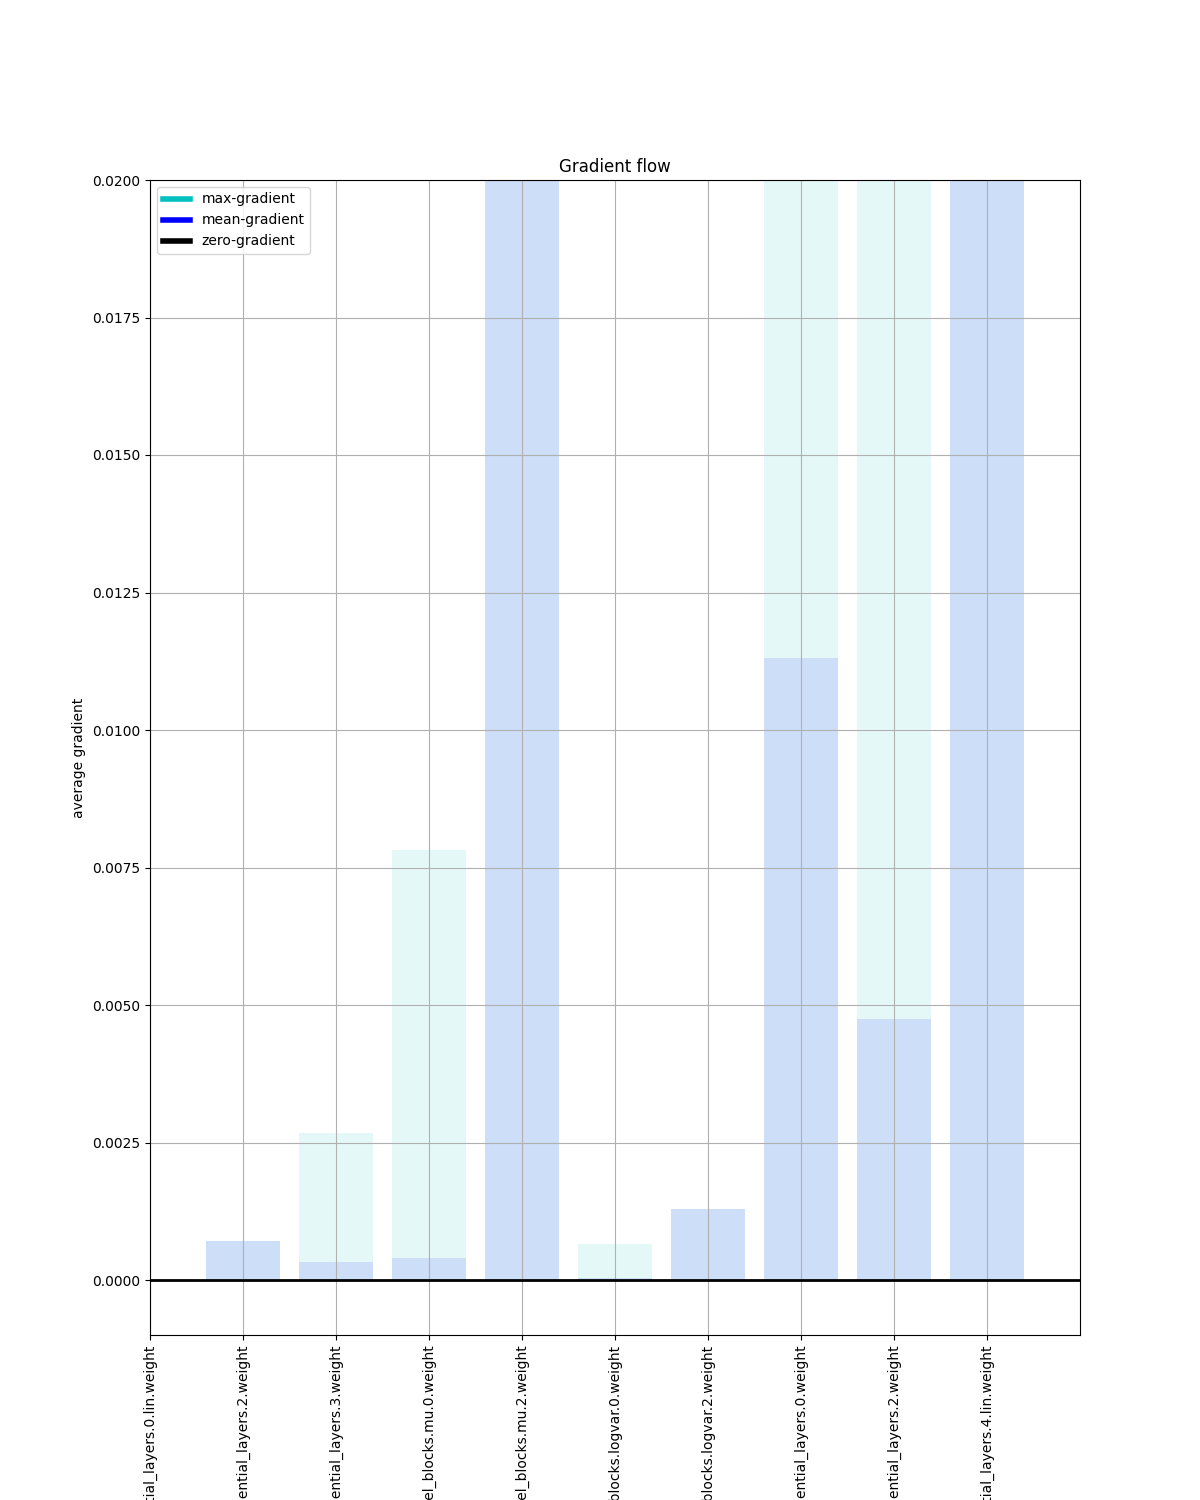 Gradient flow
max-gradient
mean-gradient
zero-gradient
0.0200
0.0175
0.0150
0.0125
0.0100
0.0075
0.0050
0.0025
0.0000
average gradient
tial_layers.0.lin.weight
ential_layers.2.weight
ential_layers.3.weight
el_blocks.mu.0.weight
el_blocks.mu.2.weight
blocks.logvar.0.weight
blocks.logvar.2.weight
ential_layers.0.weight
ential_layers.2.weight
tial_layers.4.lin.weight